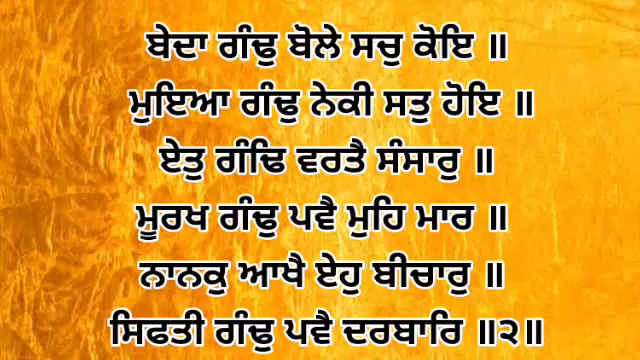 ਬੇਦਾ ਗੰਢੁ ਬੋਲੇ ਸਚੁ ਕੋਇ ॥
ਮੁਇਆ ਗੰਢੁ ਨੇਕੀ ਸਤੁ ਹੋਇ ॥
ਏਤੁ ਗੰਢਿ ਵਰਤੈ ਸੰਸਾਰੁ ॥
ਮੂਰਖ ਗੰਢੁ ਪਵੈ ਮੁਹਿ ਮਾਰ ॥
ਨਾਨਕੁ ਆਖੈ ਏਹੁ ਬੀਚਾਰੁ ॥
ਸਿਫਤੀ ਗੰਢੁ ਪਵੈ ਦਰਬਾਰਿ ॥੨॥